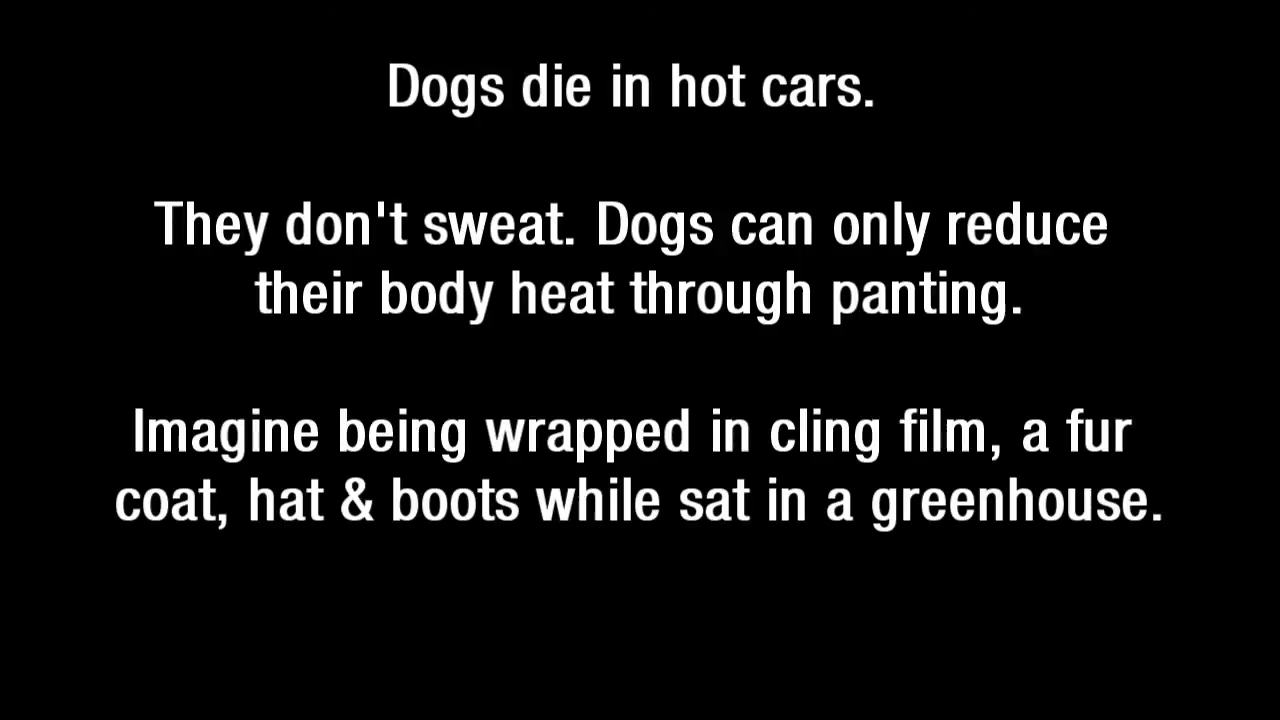 Dogs die in hot cars.
They don't sweat. Dogs can only reduce
their body heat through panting.
Imagine being wrapped in cling film, a fur
coat, hat & boots while sat in a greenhouse.